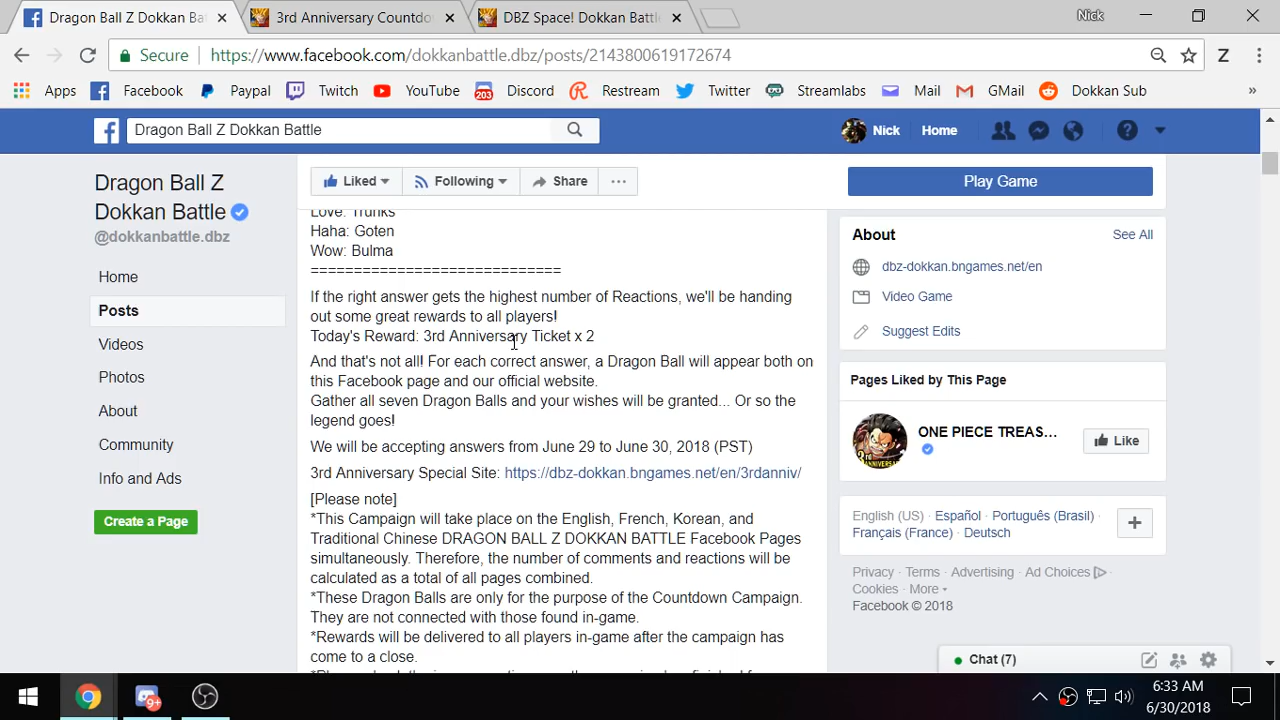 Dragon Ball Z Dokkan Ba
3rd Anniversary Countdo
DBZ Space! Dokkan Battle
Nick
Secure
https://www.facebook.com/dokkanbattle.dbz/posts/2143800619172674
Z
Apps
Facebook
Paypal
Twitch
YouTube
203
Discord
Restream
Twitter
Streamlabs
Mail
GMail
Dokkan Sub
»
Dragon Ball Z Dokkan Battle
Nick
Home
Dragon Ball Z
Dokkan Battle
@dokkanbattle.dbz
Home
Posts
Videos
Photos
About
Community
Info and Ads
Create a Page
Liked
Following
Share
Play Game
Love: Trunks
Haha: Goten
Wow: Bulma
=============================
If the right answer gets the highest number of Reactions, we'll be handing
out some great rewards to all players!
Today's Reward: 3rd Anniversary Ticket x 2
And that's not all! For each correct answer, a Dragon Ball will appear both on
this Facebook page and our official website.
Gather all seven Dragon Balls and your wishes will be granted... Or so the
legend goes!
We will be accepting answers from June 29 to June 30, 2018 (PST)
3rd Anniversary Special Site: https://dbz-dokkan.bngames.net/en/3rdanniv/
[Please note]
*This Campaign will take place on the English, French, Korean, and
Traditional Chinese DRAGON BALL Z DOKKAN BATTLE Facebook Pages
simultaneously. Therefore, the number of comments and reactions will be
calculated as a total of all pages combined.
*These Dragon Balls are only for the purpose of the Countdown Campaign.
They are not connected with those found in-game.
*Rewards will be delivered to all players in-game after the campaign has
come to a close.
About
See All
dbz-dokkan.bngames.net/en
Video Game
Suggest Edits
Pages Liked by This Page
ONE PIECE TREAS...
Like
English (US) · Español · Português (Brasil) ·
Français (France) · Deutsch
Privacy · Terms · Advertising · Ad Choices ·
Cookies · More
Facebook © 2018
Chat (7)
9+
6:33 AM
6/30/2018